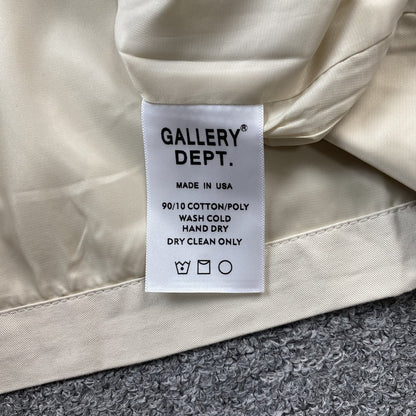 GALLERY®
DEPT.
MADE IN USA
90/10 COTTON/POLY
WASH COLD
HAND DRY
DRY CLEAN ONLY